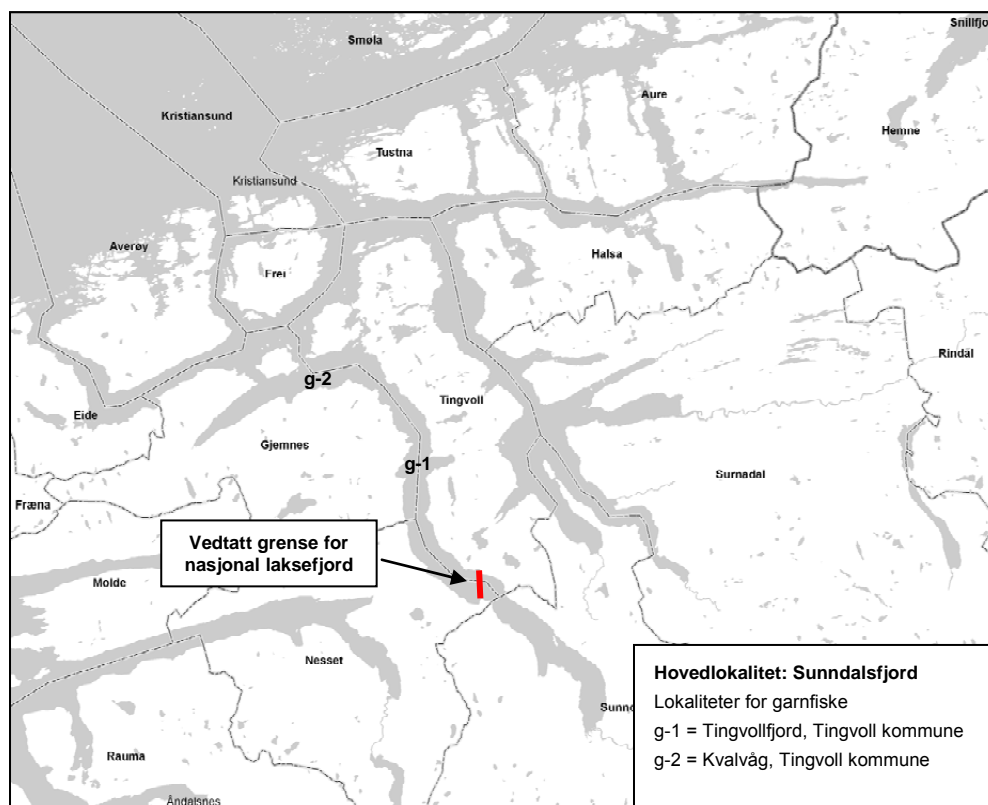 Smøla
Snillfjo
Kristiansund
Aure
Hemne
Tustna
Kristiansund
Averøy
Halsa
Frei
Rindal
g-2
Tingvoll
Eide
Gjemnes
g-1
Surnadal
Fræna
Vedtatt grense for
nasjonal laksefjord
Molde
Nesset
Hovedlokalitet: Sunndalsfjord
Lokaliteter for garnfiske
Sunnd
g-1 = Tingvollfjord, Tingvoll kommune
g-2 = Kvalvåg, Tingvoll kommune
Rauma
Åndalsnes